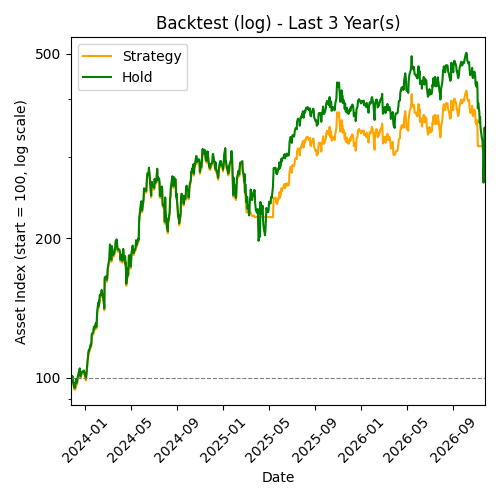 Backtest (log) - Last 3 Year(s)
Strategy
Hold
Asset Index (start = 100, log scale)
500
200
100
2024-01
2024-05
2024-09
2025-01
2025-05
2025-09
2026-01
2026-05
2026-09
Date